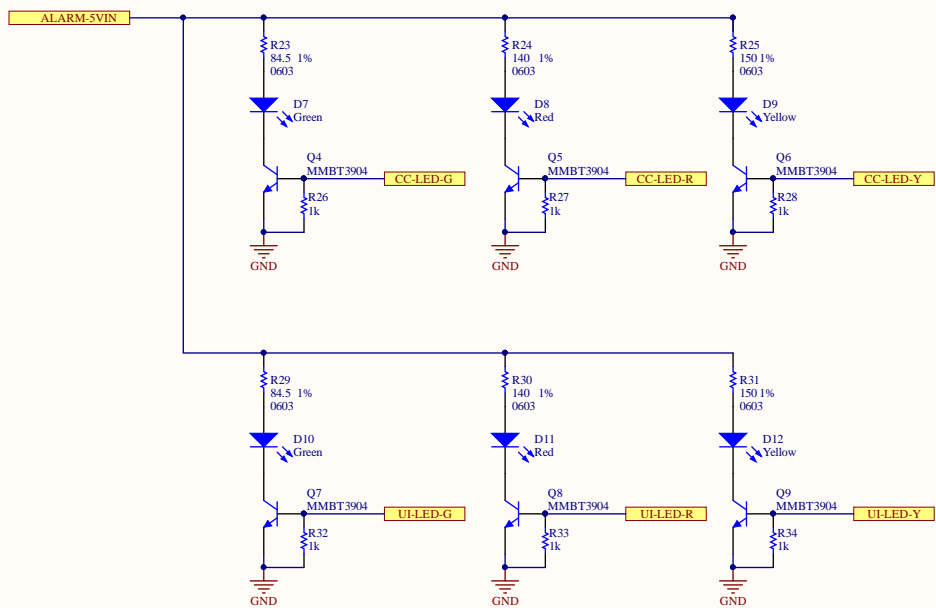 ALARM-5VIN
R23
84.5 1%
0603
R24
140 1%
0603
R25
150 1%
0603
D7
Green
D8
Red
D9
Yellow
Q4
MMBT3904
CC-LED-G
Q5
MMBT3904
CC-LED-R
Q6
MMBT3904
CC-LED-Y
R26
1k
R27
1k
R28
1k
GND
GND
GND
R29
84.5 1%
0603
R30
140 1%
0603
R31
150 1%
0603
D10
Green
D11
Red
D12
Yellow
Q7
MMBT3904
UI-LED-G
Q8
MMBT3904
UI-LED-R
Q9
MMBT3904
UI-LED-Y
R32
1k
R33
1k
R34
1k
GND
GND
GND